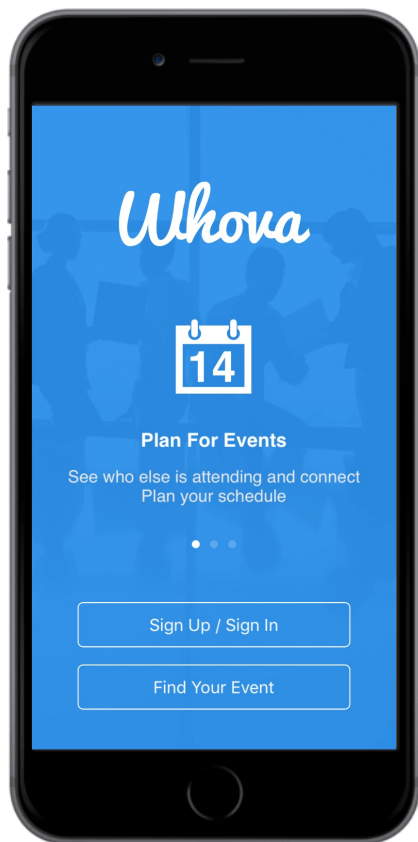 Whova
14
Plan For Events
See who else is attending and connect
Plan your schedule
Sign Up / Sign In
Find Your Event